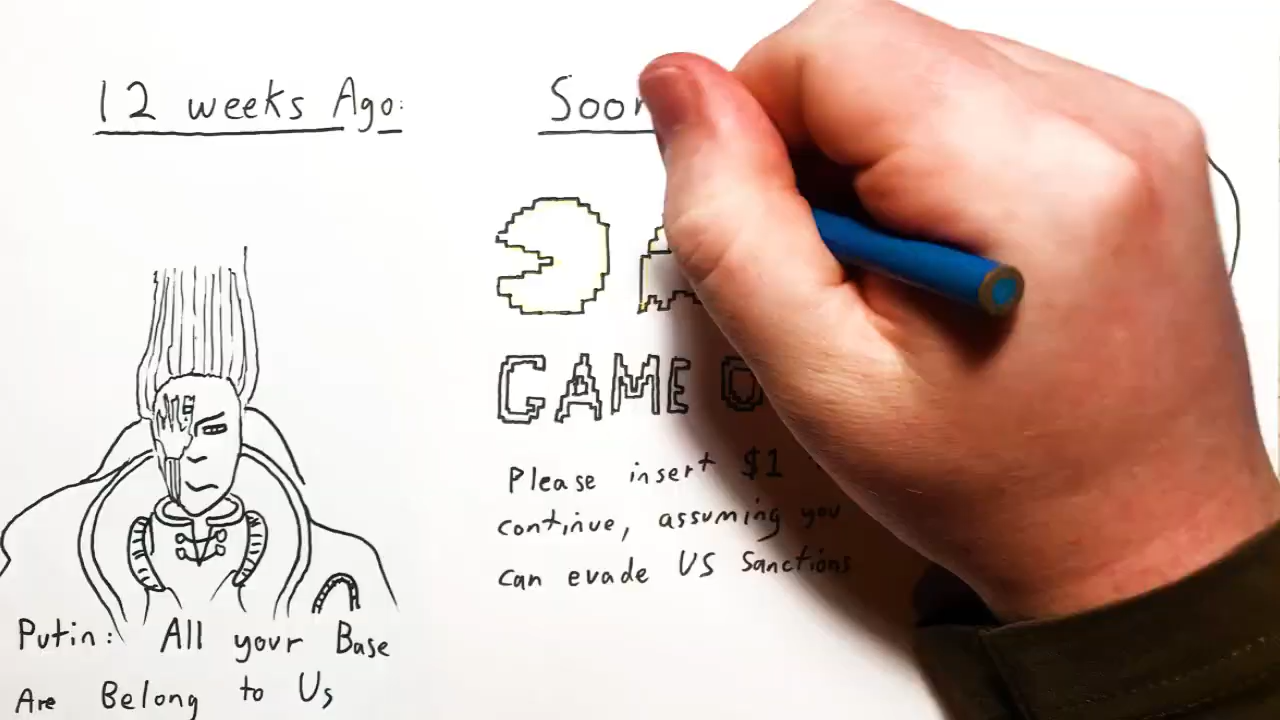 12 weeks Ago:
Putin: All your Base
Are Belong to Us
Soon
GAME
Please insert $1
continue, assuming you
can evade US Sanctions